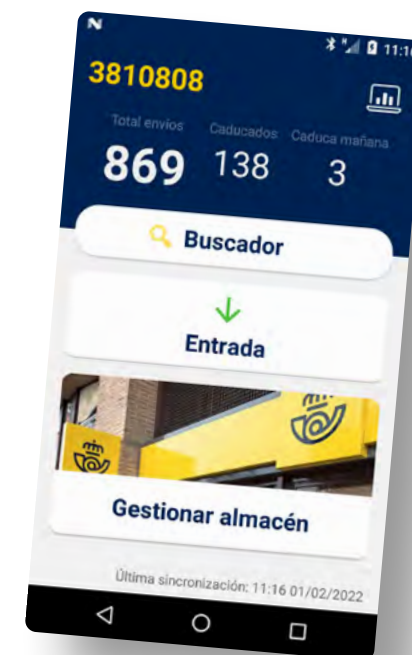 11:16
3810808
Total envíos Caducados Caduca mañana
869 138 3
Buscador
Entrada
Gestionar almacén
Última sincronización: 11:16 01/02/2022